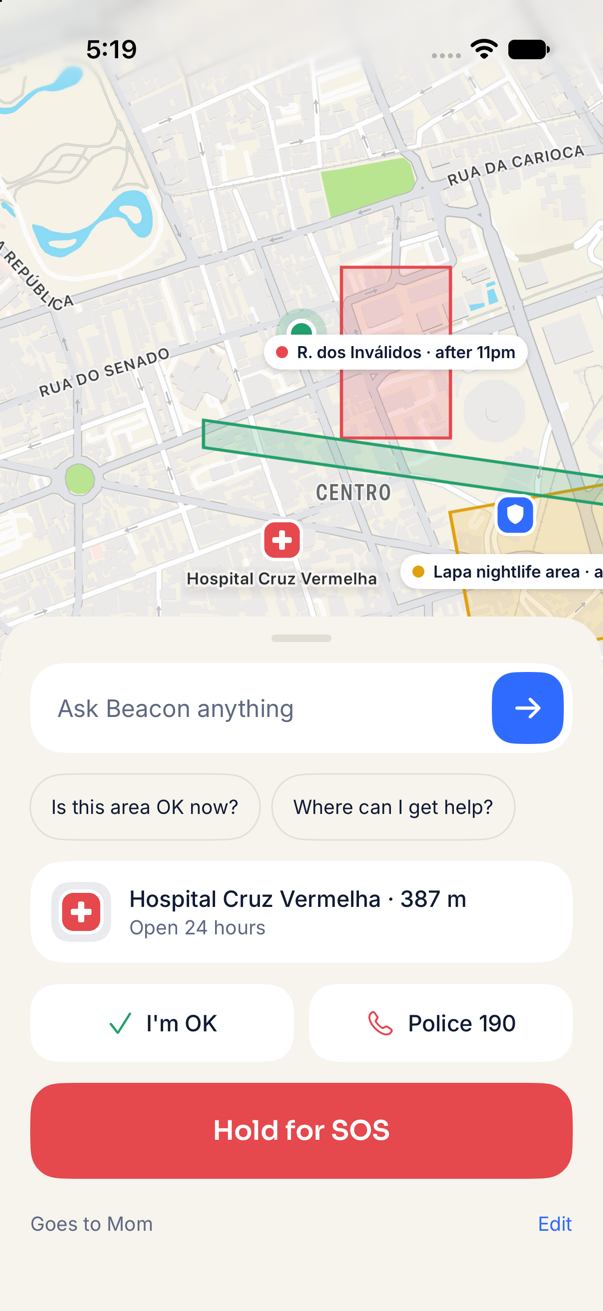 5:19
RUA DA CARIOCA
A REPÚBLICA
R. dos Inválidos · after 11pm
RUA DO SENADO
CENTRO
Hospital Cruz Vermelha
Lapa nightlife area · a
Ask Beacon anything
Is this area OK now?
Where can I get help?
Hospital Cruz Vermelha · 387 m
Open 24 hours
I'm OK
Police 190
Hold for SOS
Goes to Mom
Edit